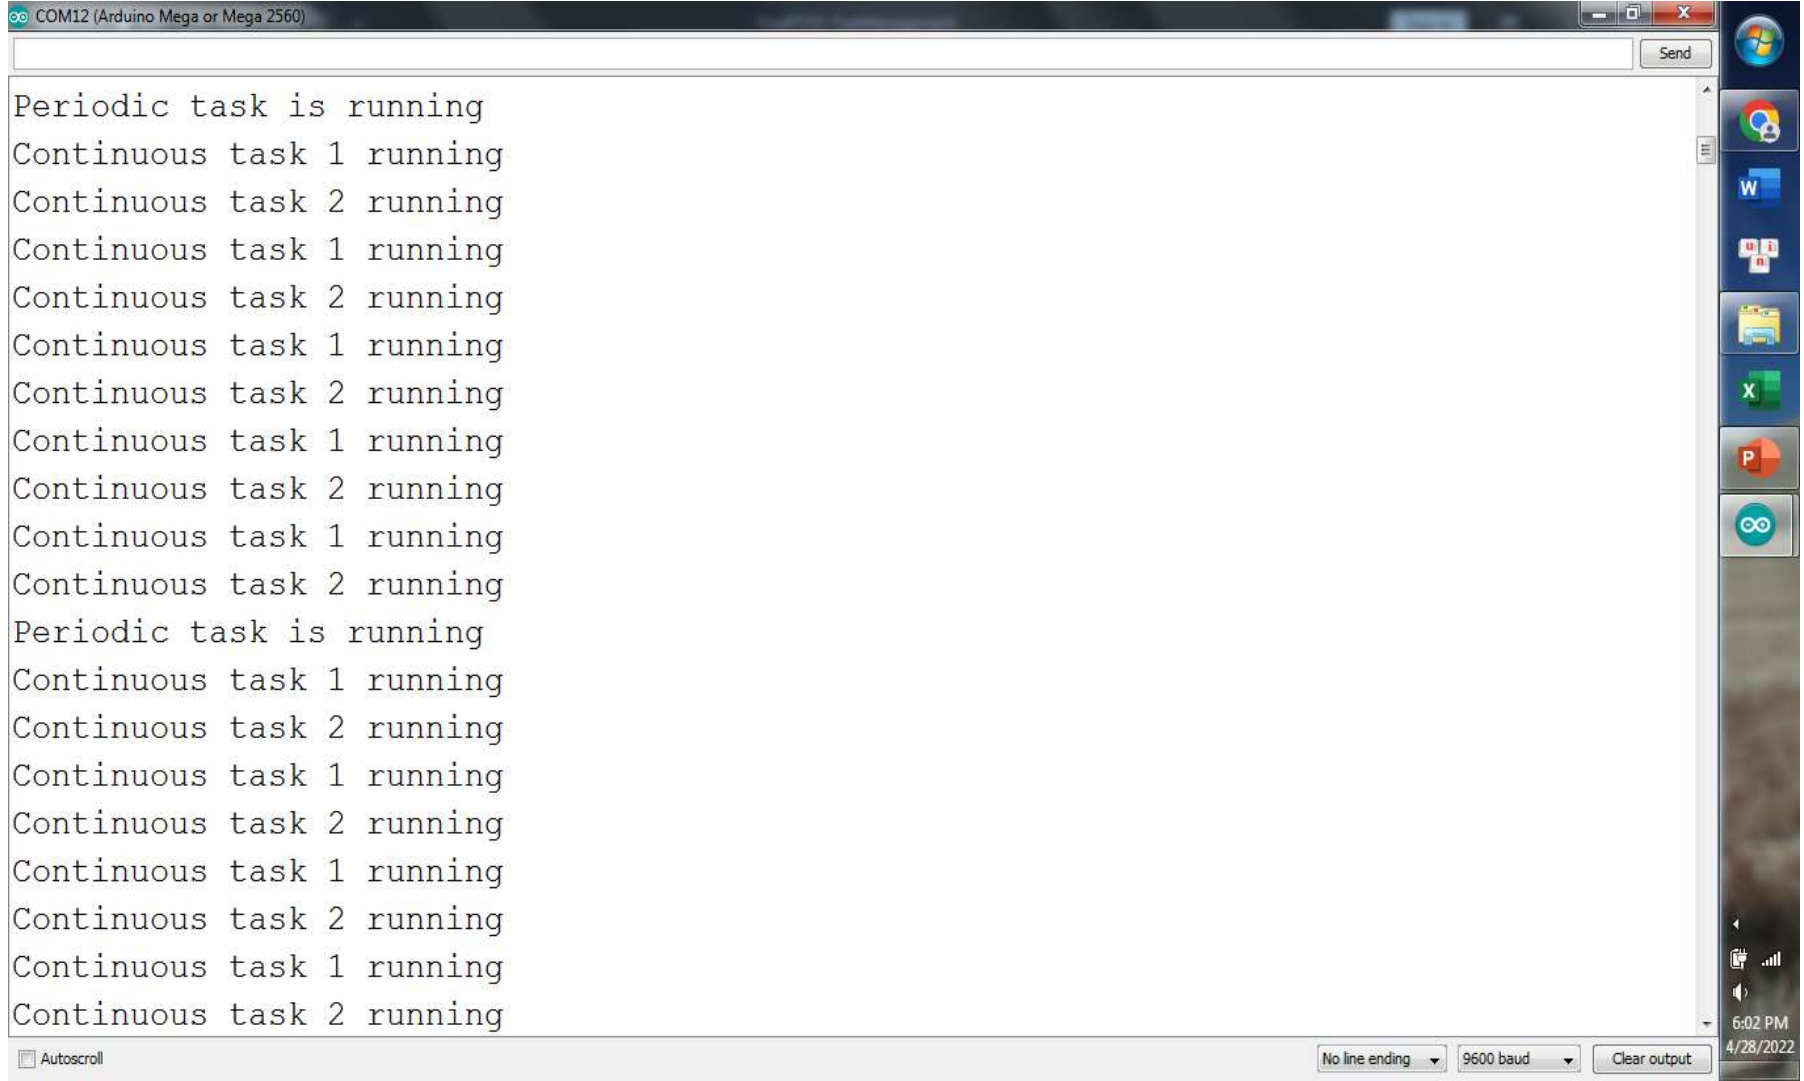 COM12 (Arduino Mega or Mega 2560)
Send
Periodic task is running
Continuous task 1 running
Continuous task 2 running
Continuous task 1 running
Continuous task 2 running
Continuous task 1 running
Continuous task 2 running
Continuous task 1 running
Continuous task 2 running
Continuous task 1 running
Continuous task 2 running
Periodic task is running
Continuous task 1 running
Continuous task 2 running
Continuous task 1 running
Continuous task 2 running
Continuous task 1 running
Continuous task 2 running
Continuous task 1 running
Continuous task 2 running
Autoscroll
No line ending
9600 baud
Clear output
W
u i
n
X
P
6:02 PM
4/28/2022